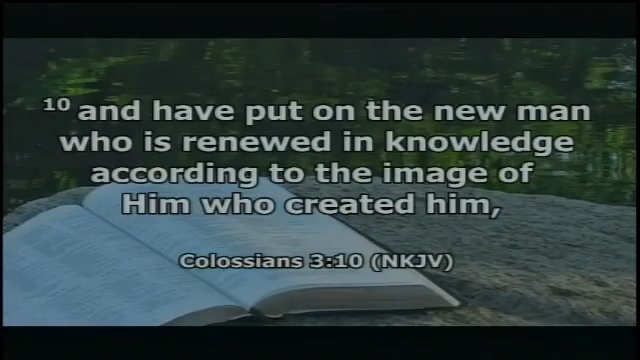 10 and have put on the new man
who is renewed in knowledge
according to the image of
Him who created him,
Colossians 3:10 (NKJV)